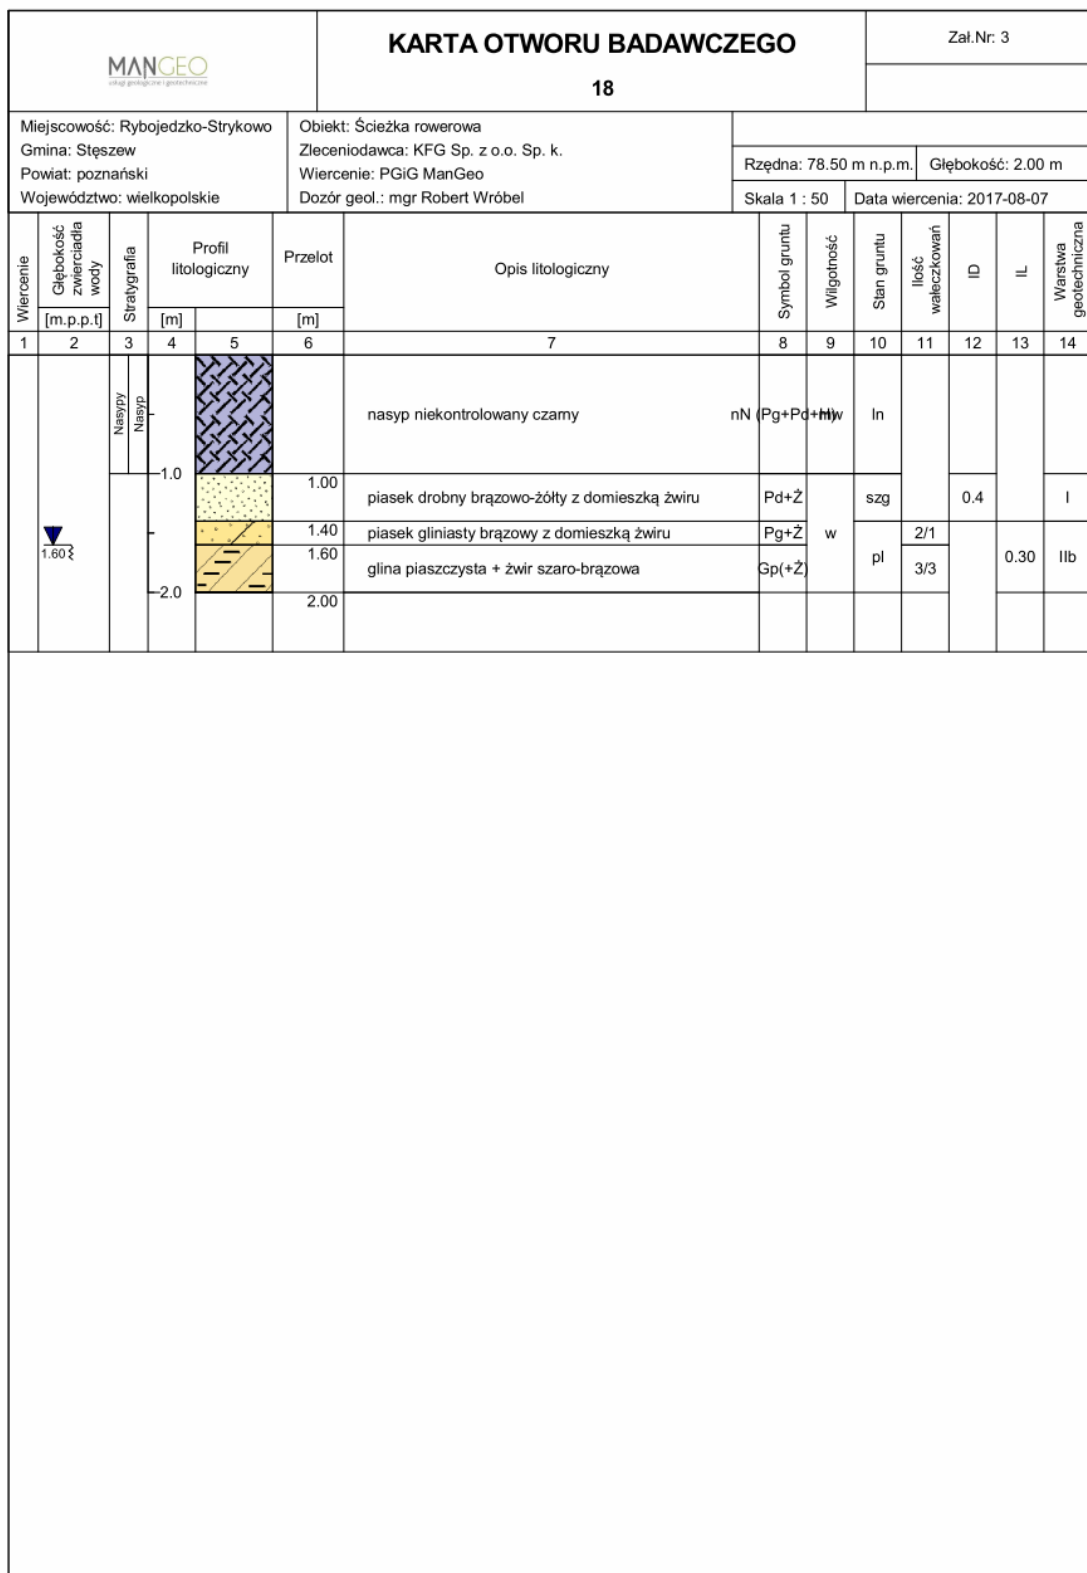 MANGEO
usługi geologiczne i geotechniczne
KARTA OTWORU BADAWCZEGO
18
Zał.Nr: 3
Miejscowość: Rybojedzko-Strykowo
Gmina: Stęszew
Powiat: poznański
Województwo: wielkopolskie
Obiekt: Ścieżka rowerowa
Zleceniodawca: KFG Sp. z o.o. Sp. k.
Wiercenie: PGiG ManGeo
Dozór geol.: mgr Robert Wróbel
Rzędna: 78.50 m n.p.m. Głębokość: 2.00 m
Skala 1 : 50 Data wiercenia: 2017-08-07
Wiercenie
Głębokość
zwierciadła
wody
[m.p.p.t]
Stratygrafia
Profil
litologiczny
[m]
Przelot
[m]
Opis litologiczny
Symbol gruntu
Wilgotność
Stan gruntu
Ilość
wałeczkowań
ID
IL
Warstwa
geotechniczna
1 2 3 4 5 6 7 8 9 10 11 12 13 14
Nasypy
Nasyp
nasyp niekontrolowany czarny nN (Pg+Pd+H) mw ln
1.0
1.00
piasek drobny brązowo-żółty z domieszką żwiru Pd+Ż szg 0.4 I
1.40
piasek gliniasty brązowy z domieszką żwiru Pg+Ż w 2/1
1.60
1.60
glina piaszczysta + żwir szaro-brązowa Gp(+Ż) pl 3/3 0.30 IIb
2.0
2.00